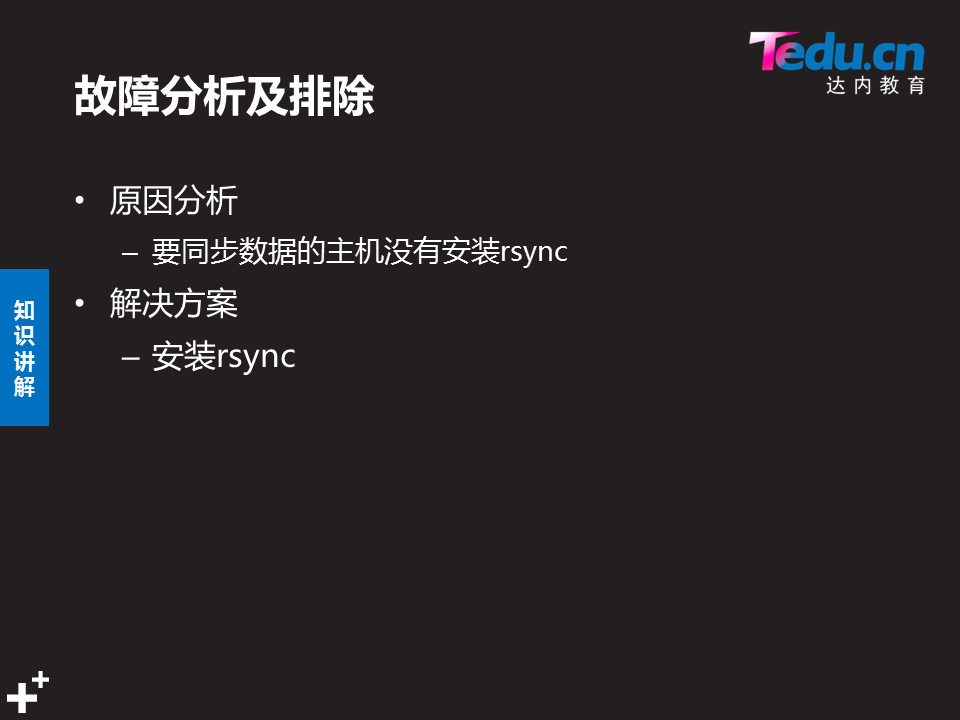 Tedu.cn
达内教育
故障分析及排除
• 原因分析
– 要同步数据的主机没有安装rsync
• 解决方案
– 安装rsync
知识讲解